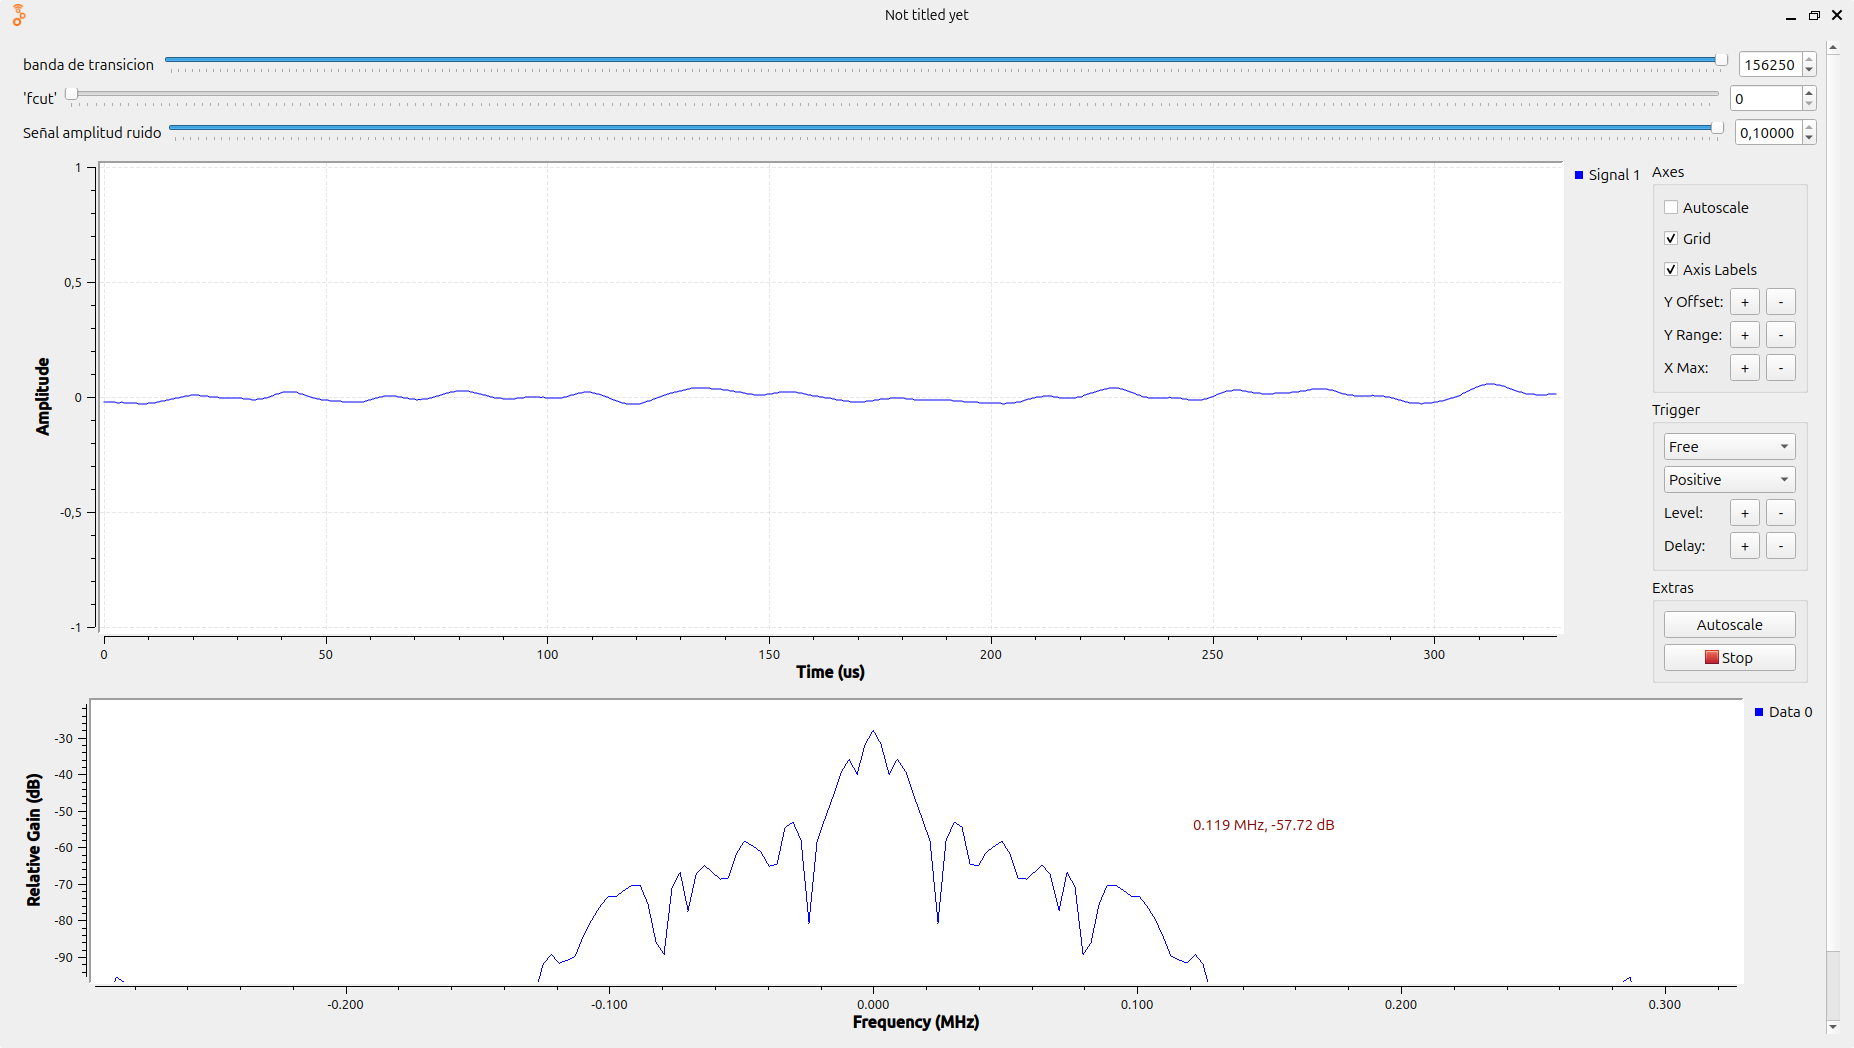 Not titled yet
banda de transicion 156250
'fcut' 0
Señal amplitud ruido 0,10000
1
0,5
0
-0,5
-1
Amplitude
0 50 100 150 200 250 300
Time (us)
Signal 1
Axes
Autoscale
Grid
Axis Labels
Y Offset: + -
Y Range: + -
X Max: + -
Trigger
Free
Positive
Level: + -
Delay: + -
Extras
Autoscale
Stop
-30
-40
-50
-60
-70
-80
-90
Relative Gain (dB)
0.119 MHz, -57.72 dB
Data 0
-0.200 -0.100 0.000 0.100 0.200 0.300
Frequency (MHz)